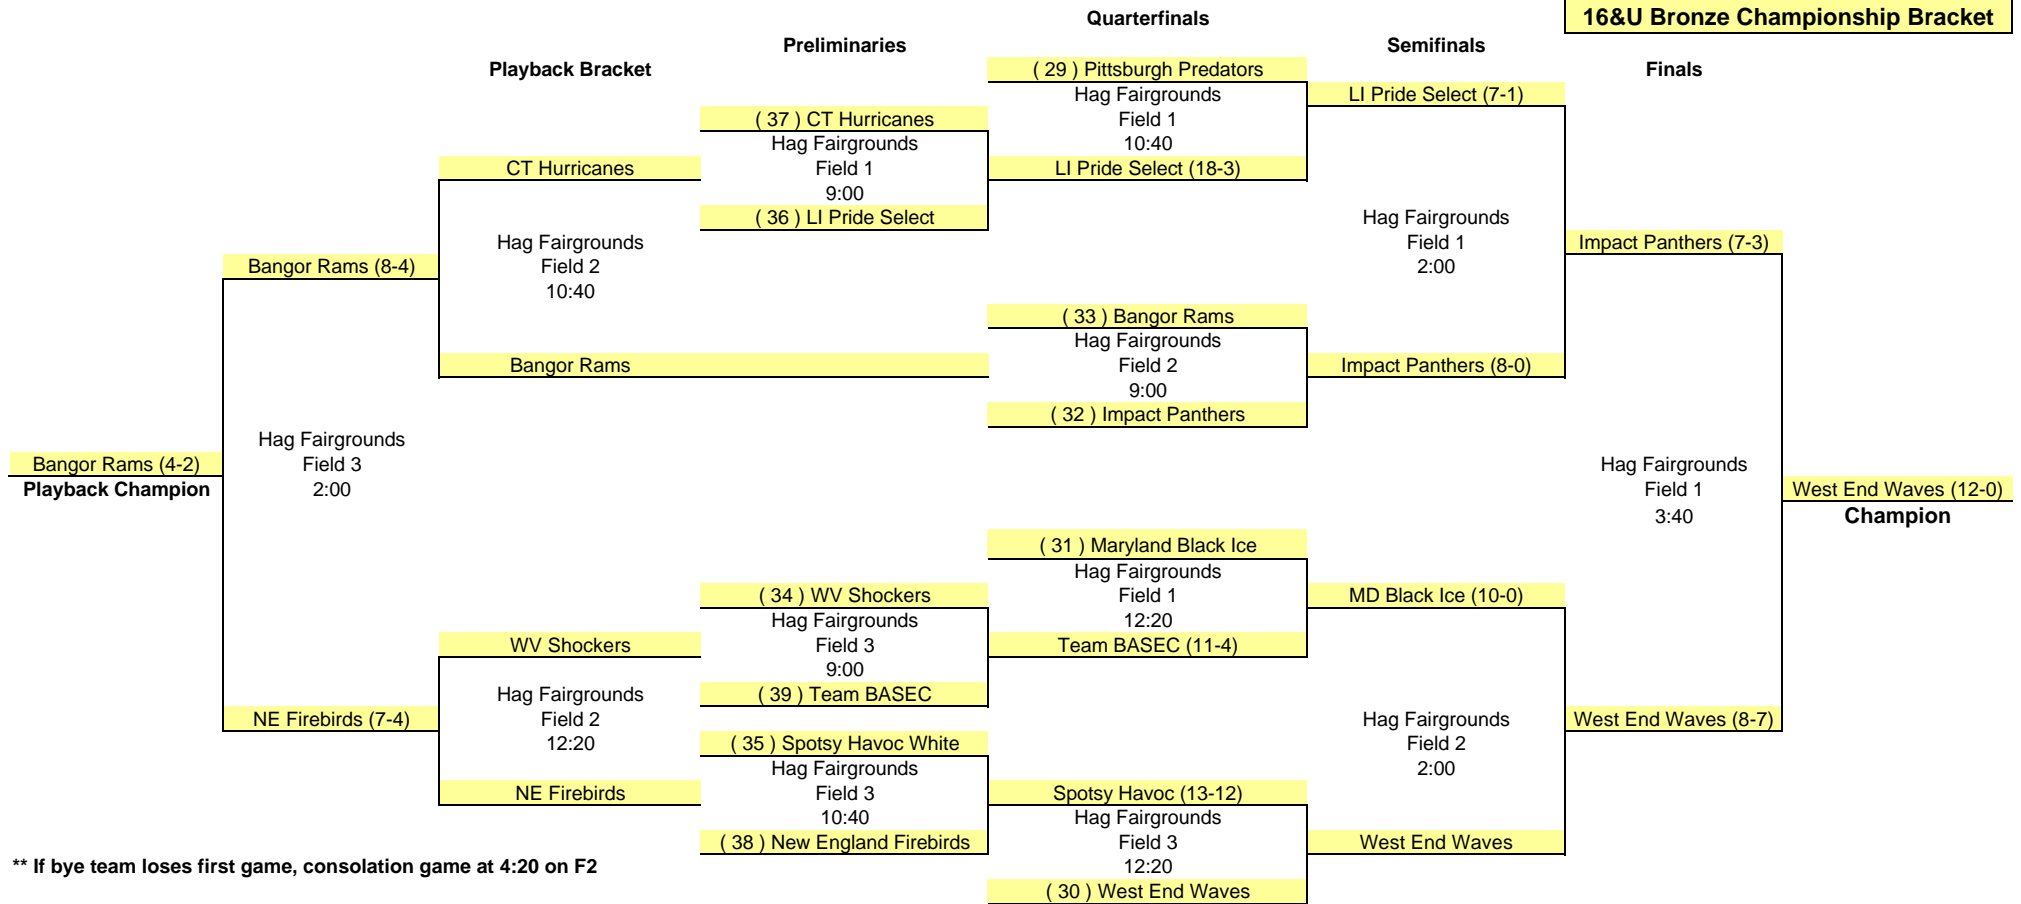 16&U Bronze Championship Bracket
Quarterfinals
Preliminaries
Semifinals
Playback Bracket
Finals
( 29 ) Pittsburgh Predators
Hag Fairgrounds
Field 1
10:40
LI Pride Select (18-3)
LI Pride Select (7-1)
( 37 ) CT Hurricanes
Hag Fairgrounds
Field 1
9:00
( 36 ) LI Pride Select
CT Hurricanes
Hag Fairgrounds
Field 2
10:40
Bangor Rams
Bangor Rams (8-4)
Hag Fairgrounds
Field 1
2:00
Impact Panthers (7-3)
( 33 ) Bangor Rams
Hag Fairgrounds
Field 2
9:00
( 32 ) Impact Panthers
Impact Panthers (8-0)
Hag Fairgrounds
Field 3
2:00
Bangor Rams (4-2)
Playback Champion
Hag Fairgrounds
Field 1
3:40
West End Waves (12-0)
Champion
( 31 ) Maryland Black Ice
Hag Fairgrounds
Field 1
12:20
Team BASEC (11-4)
MD Black Ice (10-0)
( 34 ) WV Shockers
Hag Fairgrounds
Field 3
9:00
( 39 ) Team BASEC
WV Shockers
Hag Fairgrounds
Field 2
12:20
NE Firebirds
NE Firebirds (7-4)
Hag Fairgrounds
Field 2
2:00
West End Waves (8-7)
( 35 ) Spotsy Havoc White
Hag Fairgrounds
Field 3
10:40
( 38 ) New England Firebirds
Spotsy Havoc (13-12)
Hag Fairgrounds
Field 3
12:20
( 30 ) West End Waves
West End Waves
** If bye team loses first game, consolation game at 4:20 on F2